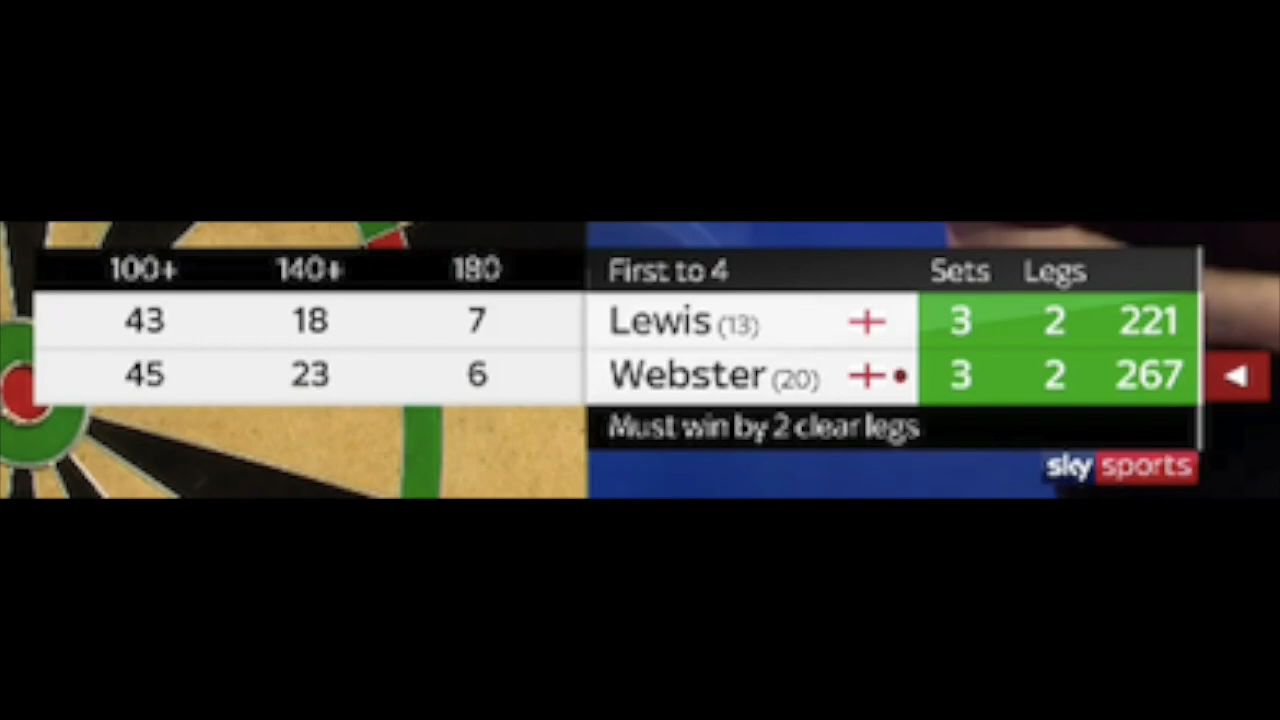 100+ 140+ 180 First to 4 Sets Legs
43 18 7 Lewis (13) 3 2 221
45 23 6 Webster (20) 3 2 267
Must win by 2 clear legs
sky sports